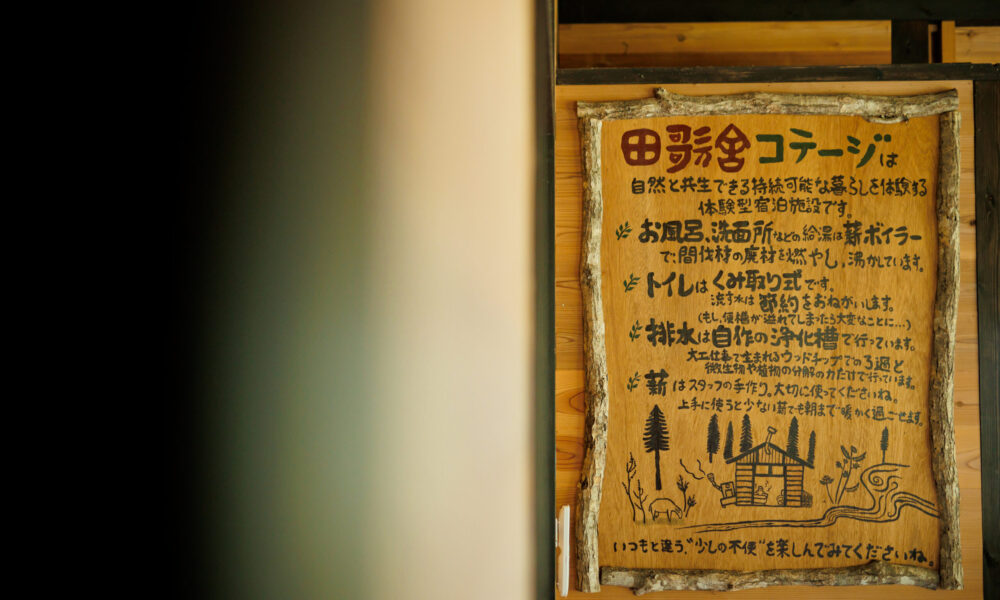 田歌舎コテージは
自然と共生できる持続可能な暮らしを体験する
体験型宿泊施設です。
お風呂、洗面所などの給湯は薪ボイラー
で、間伐材の廃材を燃やし、沸かしています。
トイレはくみ取り式です。
流す水は節約をおねがいします。
(もし、便槽が溢れてしまったら大変なことに…)
排水は自作の浄化槽で行っています。
大工仕事で生まれるウッドチップでのろ過と
微生物や植物の分解の力だけで行っています。
薪はスタッフの手作り。大切に使ってくださいね。
上手に使うと少ない薪でも朝まで暖かく過ごせます。
いつもと違う、"少しの不便"を楽しんでみてくださいね。